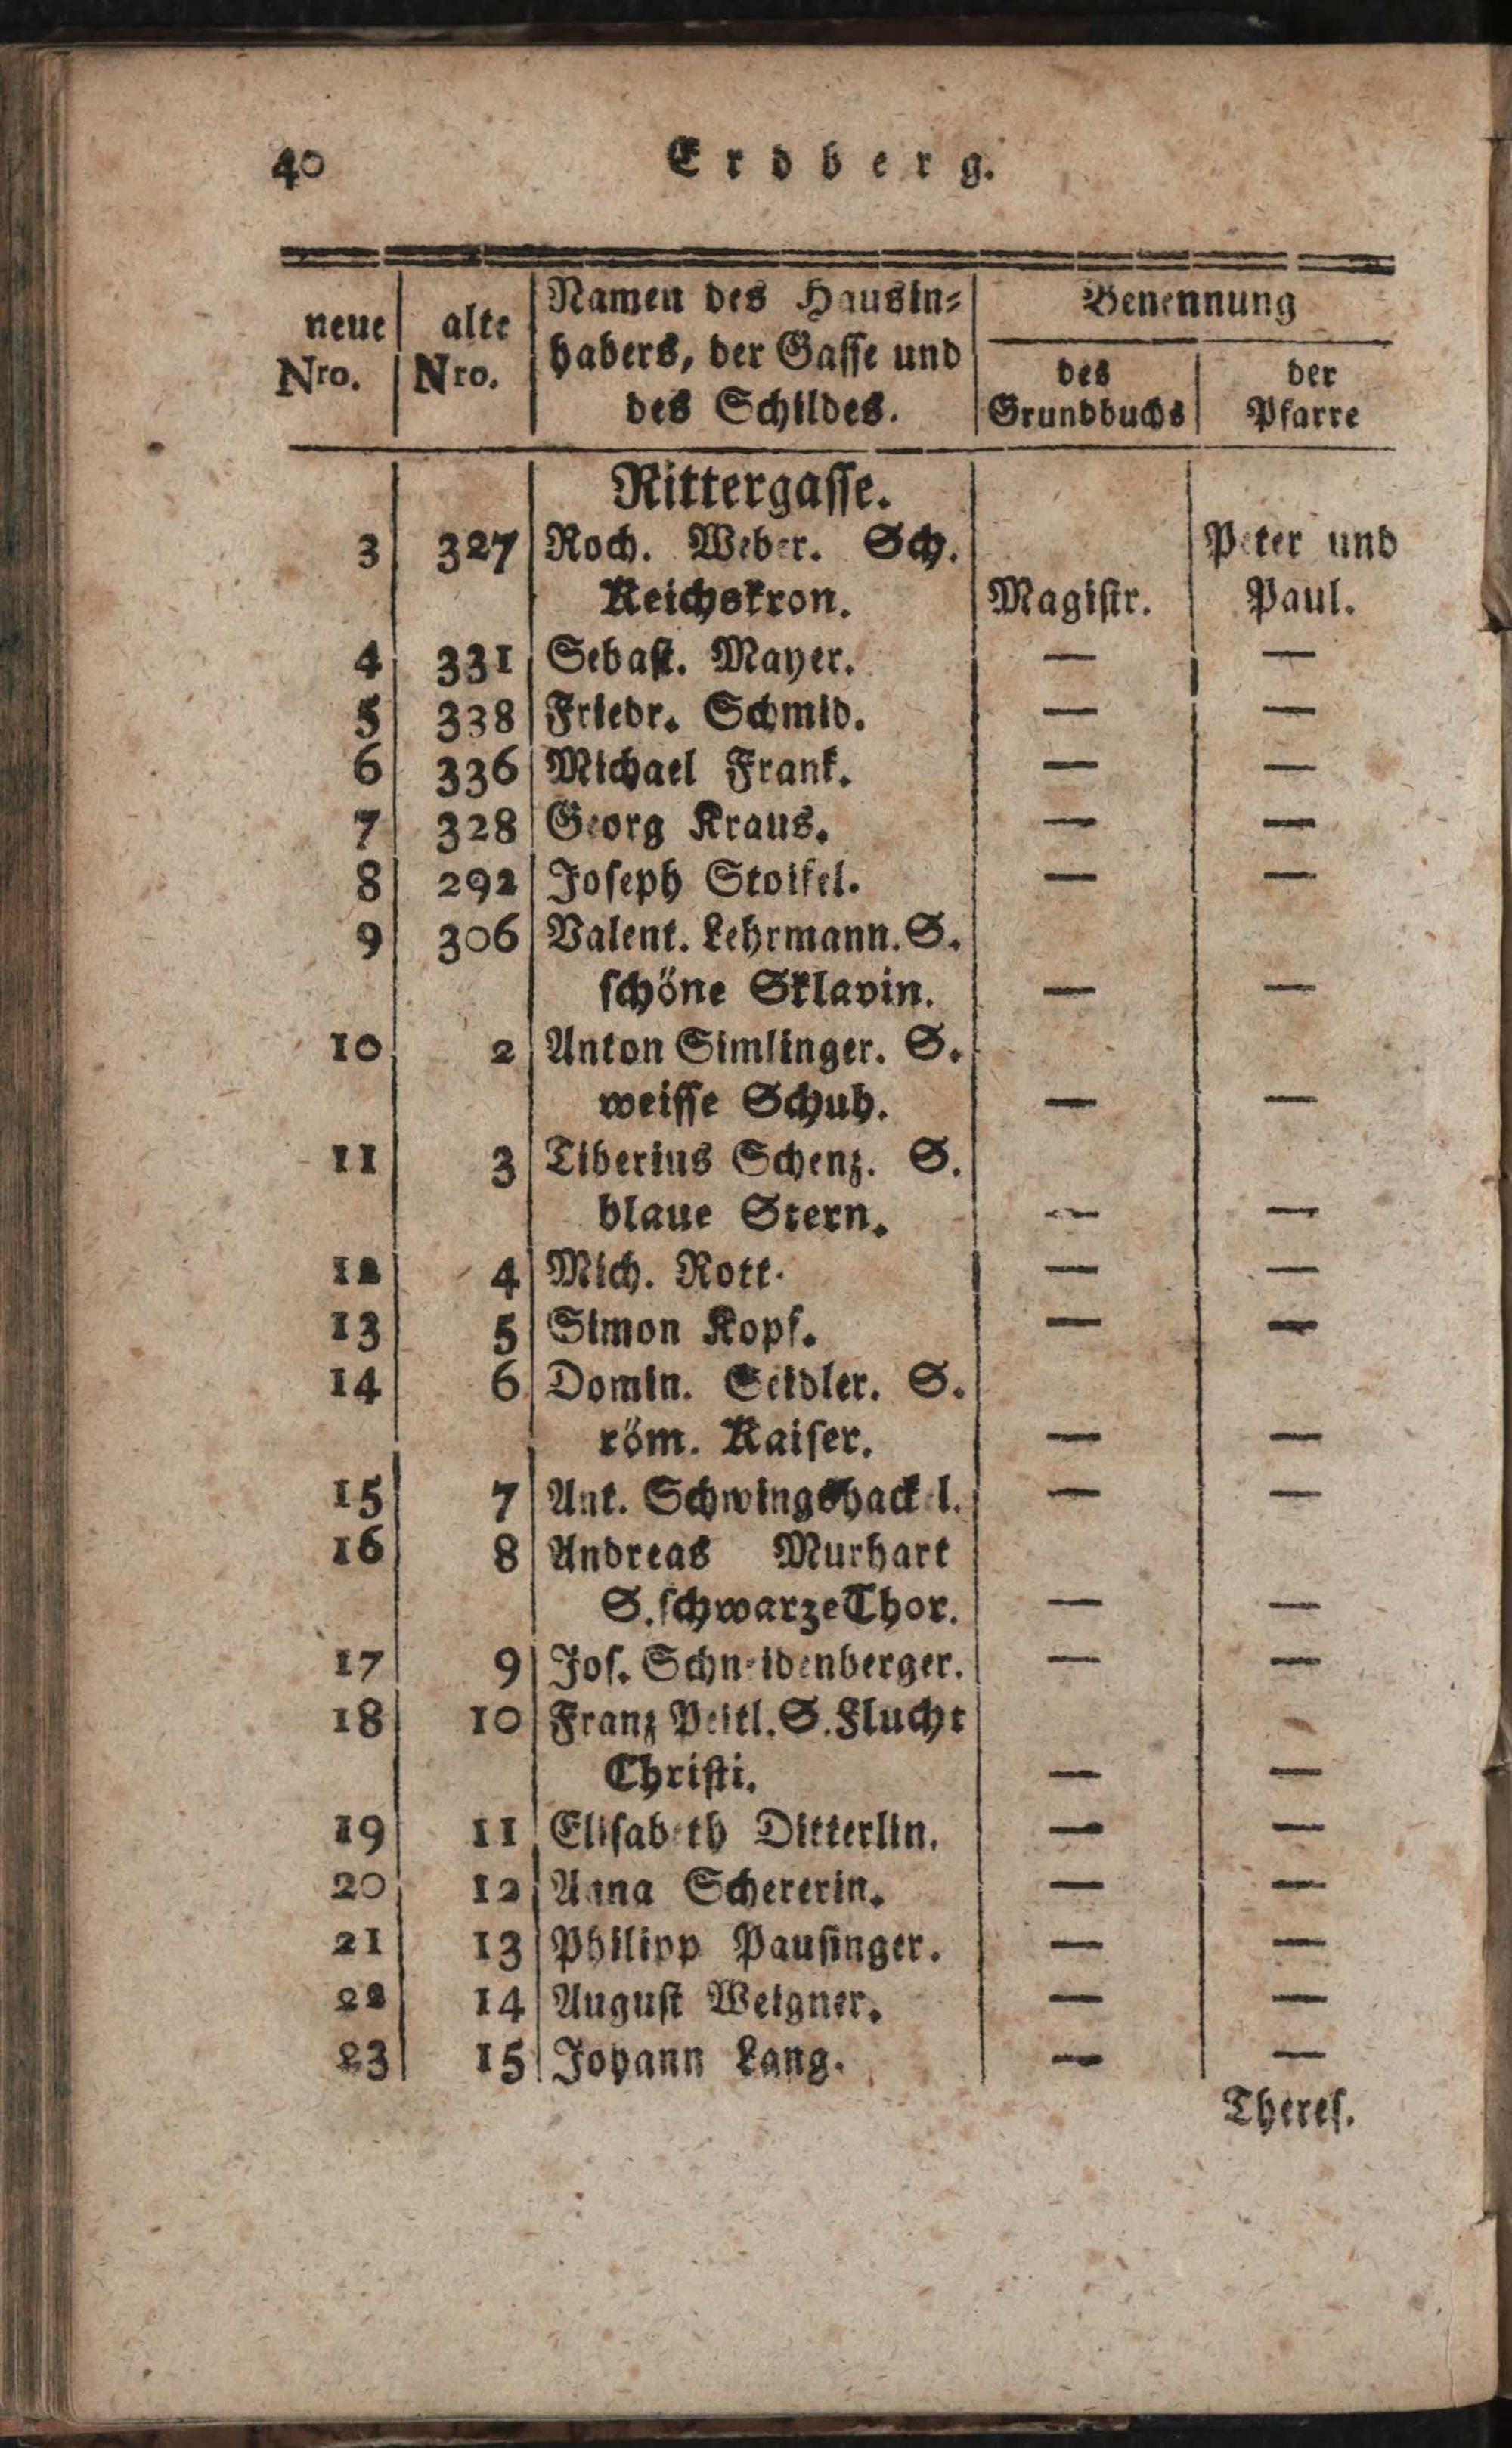 40 Erdberg.
neue Nro. | alte Nro. | Namen des Hausin⸗ habers, der Gasse und des Schildes. | Benennung des Grundbuchs | der Pfarre
Rittergasse.
3 327 Roch. Weber. Sch. Peter und
Reichskron. Magistr. Paul.
4 331 Sebast. Mayer. — —
5 338 Friedr. Schmid. — —
6 336 Michael Frank. — —
7 328 Georg Kraus. — —
8 292 Joseph Stoikel. — —
9 306 Valent. Lehrmann. S.
schöne Sklavin. — —
10 2 Anton Simlinger. S.
weisse Schuh. — —
11 3 Tiberius Schenz. S.
blaue Stern. — —
12 4 Mich. Rott. — —
13 5 Simon Kopf. — —
14 6 Domin. Seidler. S.
röm. Kaiser. — —
15 7 Ant. Schwingshackel. — —
16 8 Andreas Murhart
S. schwarze Thor. — —
17 9 Jos. Schneidenberger. — —
18 10 Franz Peitl. S. Flucht
Christi. — —
19 11 Elisabeth Ditterlin. — —
20 12 Anna Schererin. — —
21 13 Philipp Pausinger. — —
22 14 August Weigner. — —
23 15 Johann Lang. — —
Theres.